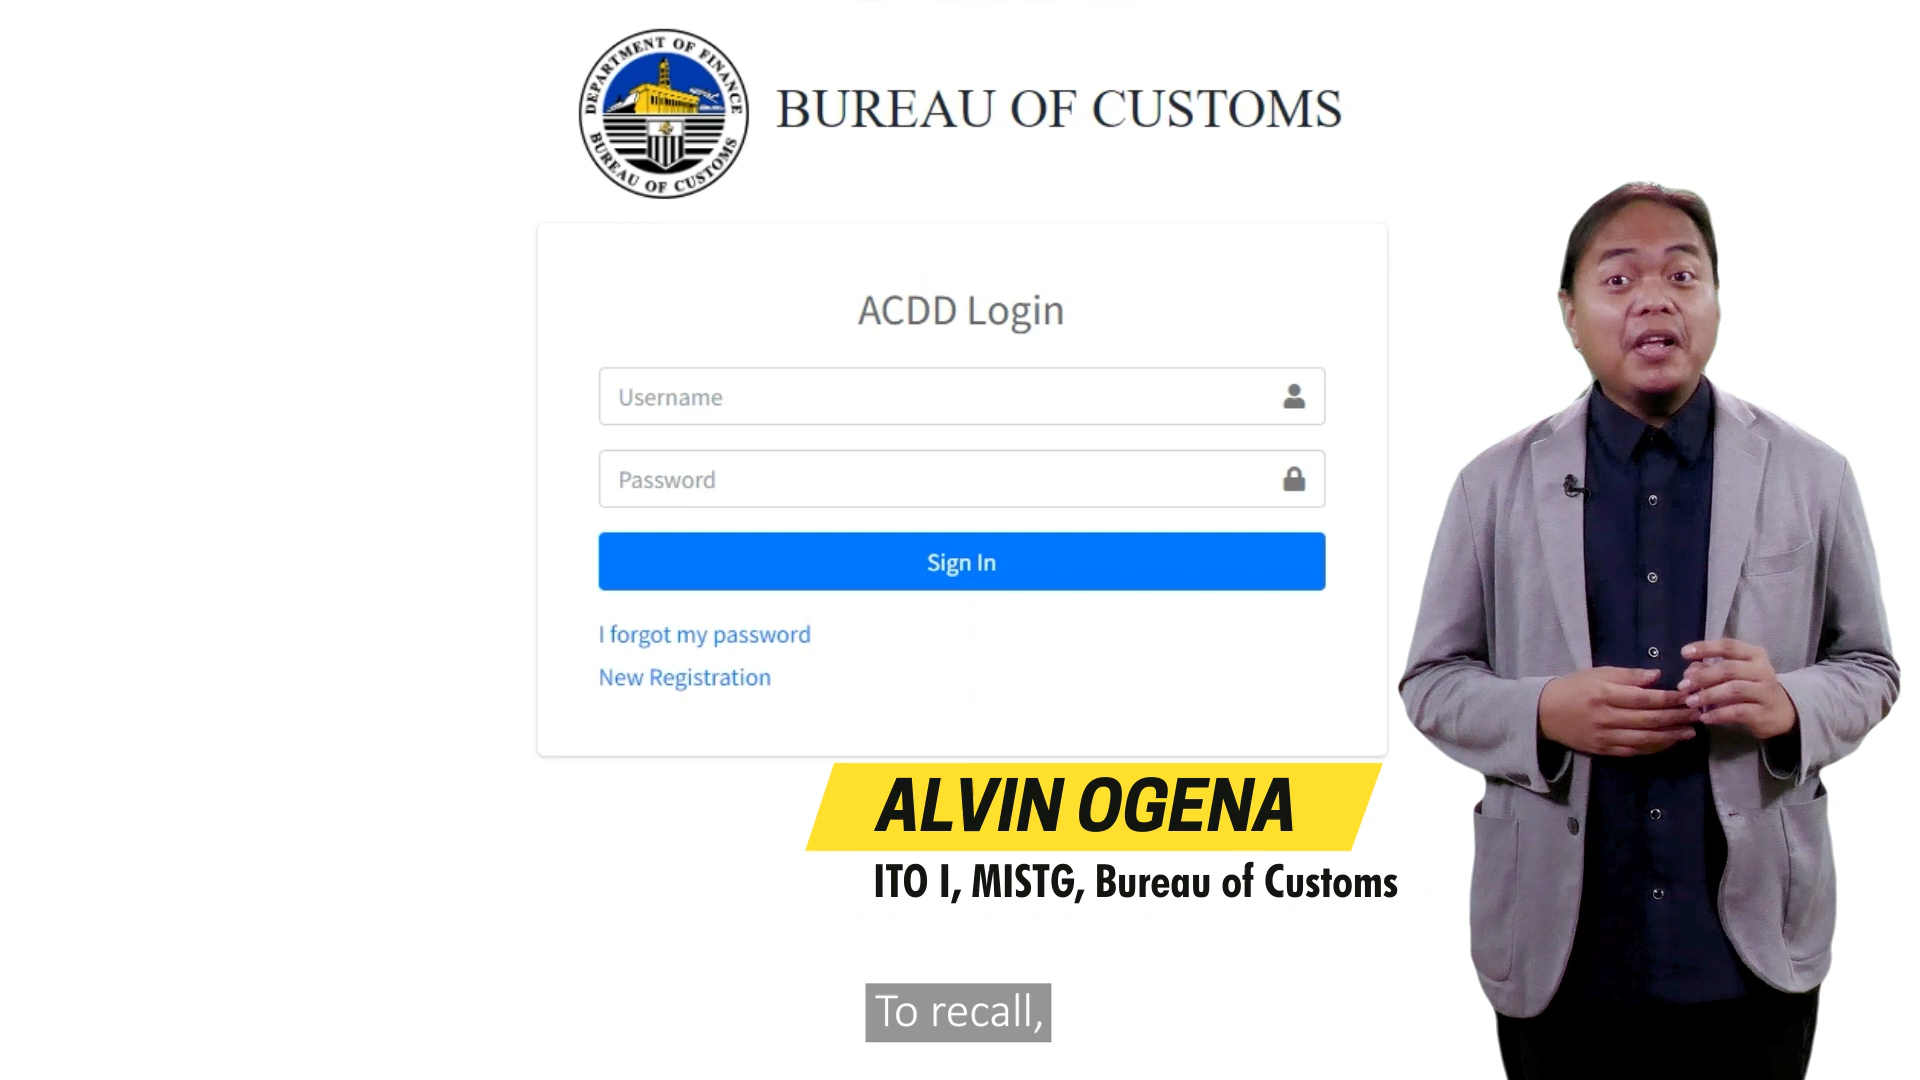 DEPARTMENT OF FINANCE
BUREAU OF CUSTOMS
BUREAU OF CUSTOMS
ACDD Login
Username
Password
Sign In
I forgot my password
New Registration
ALVIN OGENA
ITO I, MISTG, Bureau of Customs
To recall,